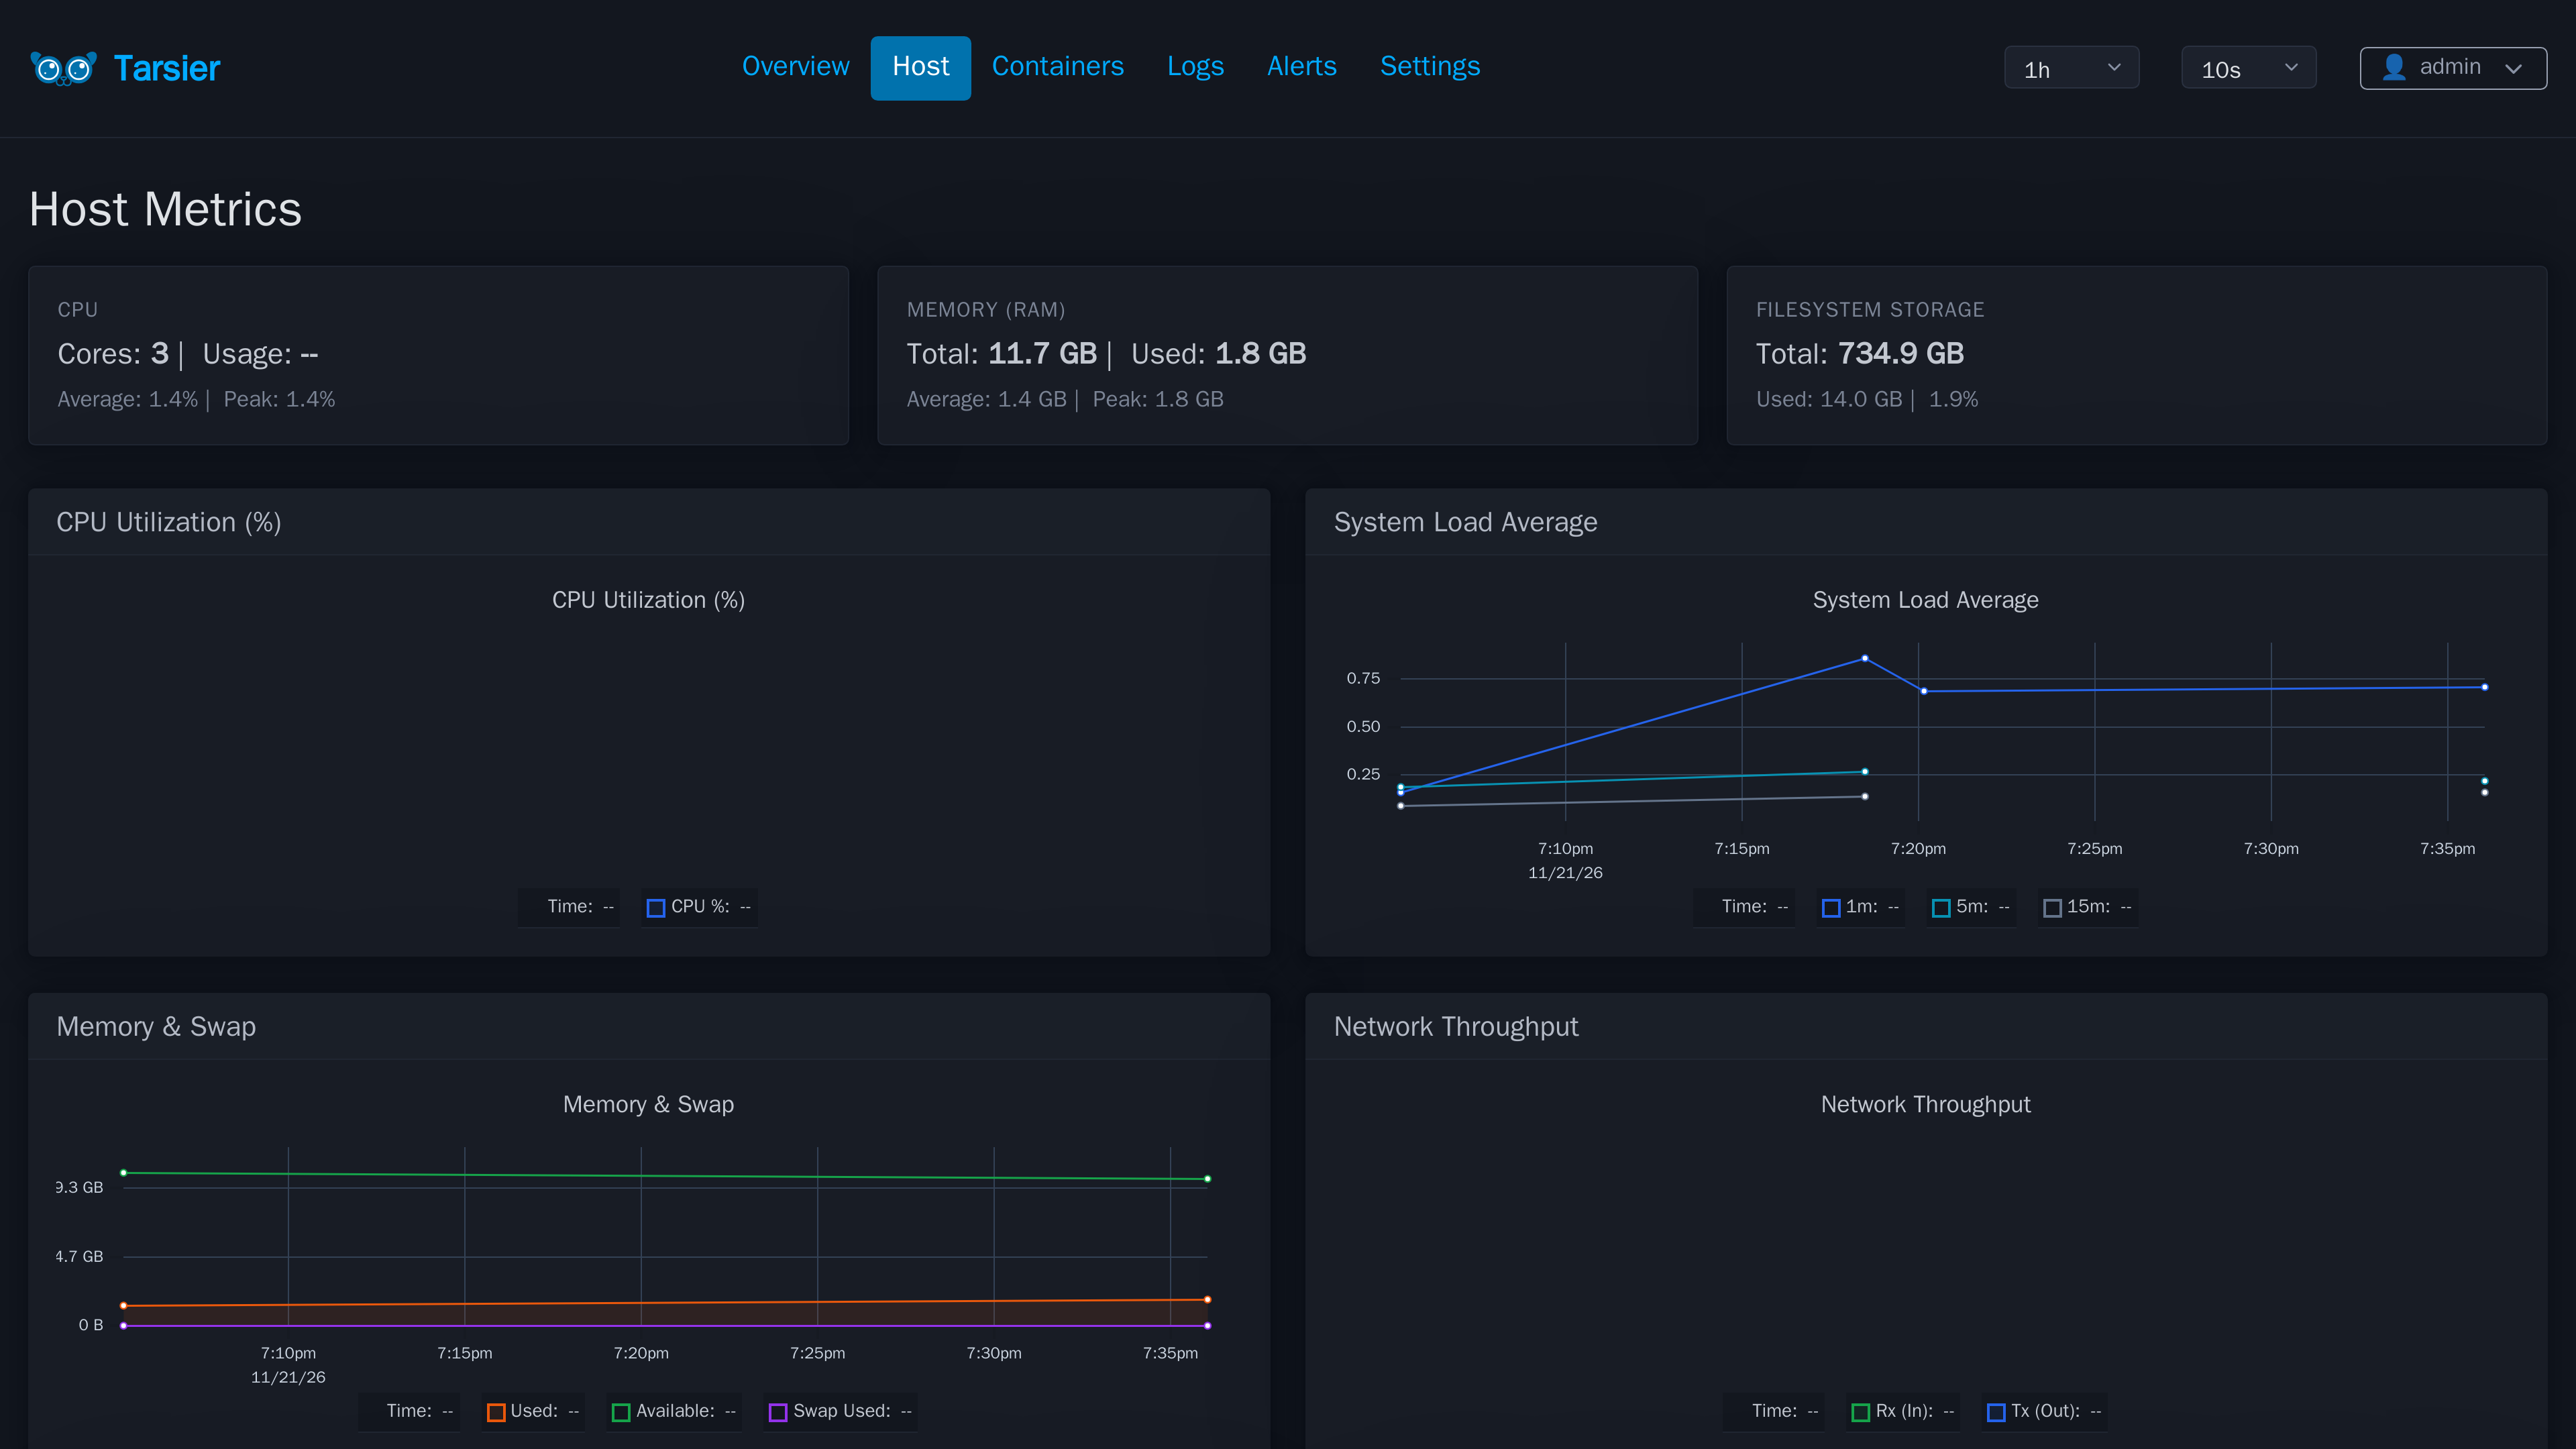 Tarsier
Overview Host Containers Logs Alerts Settings
1h 10s admin
Host Metrics
CPU
Cores: 3 | Usage: --
Average: 1.4% | Peak: 1.4%
MEMORY (RAM)
Total: 11.7 GB | Used: 1.8 GB
Average: 1.4 GB | Peak: 1.8 GB
FILESYSTEM STORAGE
Total: 734.9 GB
Used: 14.0 GB | 1.9%
CPU Utilization (%)
CPU Utilization (%)
Time: -- CPU %: --
System Load Average
System Load Average
0.75
0.50
0.25
7:10pm 7:15pm 7:20pm 7:25pm 7:30pm 7:35pm
11/21/26
Time: -- 1m: -- 5m: -- 15m: --
Memory & Swap
Memory & Swap
9.3 GB
4.7 GB
0 B
7:10pm 7:15pm 7:20pm 7:25pm 7:30pm 7:35pm
11/21/26
Time: -- Used: -- Available: -- Swap Used: --
Network Throughput
Network Throughput
Time: -- Rx (In): -- Tx (Out): --